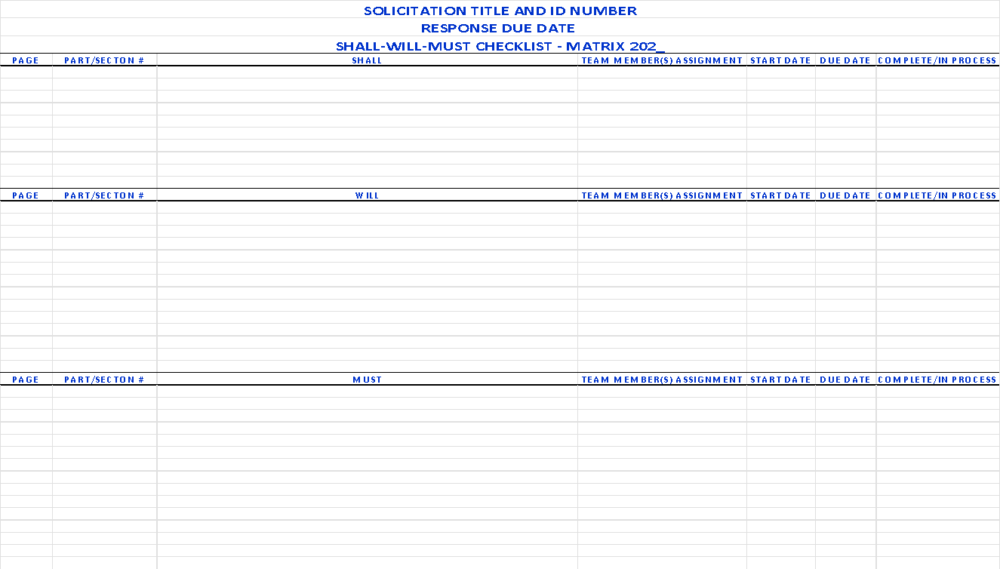 SOLICITATION TITLE AND ID NUMBER
RESPONSE DUE DATE
SHALL-WILL-MUST CHECKLIST - MATRIX 202_
PAGE PART/SECTON # SHALL TEAM MEMBER(S) ASSIGNMENT START DATE DUE DATE COMPLETE/IN PROCESS
PAGE PART/SECTON # WILL TEAM MEMBER(S) ASSIGNMENT START DATE DUE DATE COMPLETE/IN PROCESS
PAGE PART/SECTON # MUST TEAM MEMBER(S) ASSIGNMENT START DATE DUE DATE COMPLETE/IN PROCESS